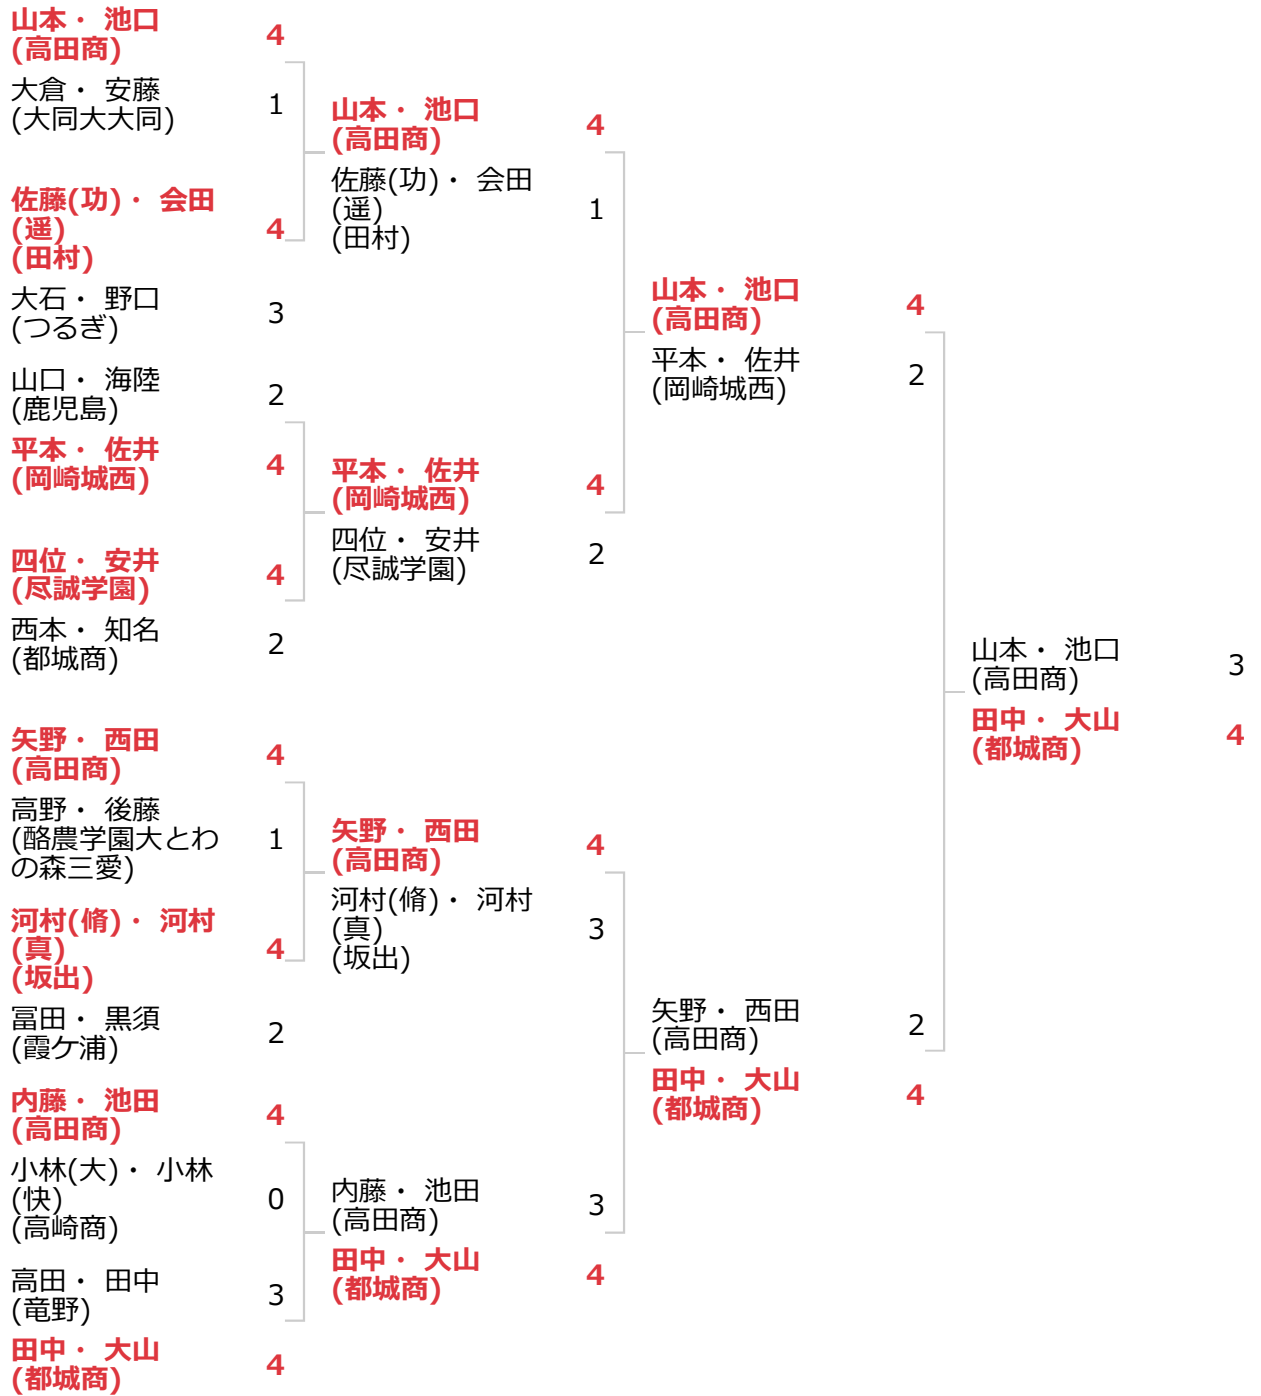 山本・ 池口
(高田商)
4
大倉・ 安藤
(大同大大同)
1
佐藤(功)・ 会田
(遥)
(田村)
4
大石・ 野口
(つるぎ)
3
山口・ 海陸
(鹿児島)
2
平本・ 佐井
(岡崎城西)
4
四位・ 安井
(尽誠学園)
4
西本・ 知名
(都城商)
2
矢野・ 西田
(高田商)
4
高野・ 後藤
(酪農学園大とわ
の森三愛)
1
河村(脩)・ 河村
(真)
(坂出)
4
冨田・ 黒須
(霞ケ浦)
2
内藤・ 池田
(高田商)
4
小林(大)・ 小林
(快)
(高崎商)
0
高田・ 田中
(竜野)
3
田中・ 大山
(都城商)
4
山本・ 池口
(高田商)
4
佐藤(功)・ 会田
(遥)
(田村)
1
平本・ 佐井
(岡崎城西)
4
四位・ 安井
(尽誠学園)
2
矢野・ 西田
(高田商)
4
河村(脩)・ 河村
(真)
(坂出)
3
内藤・ 池田
(高田商)
3
田中・ 大山
(都城商)
4
山本・ 池口
(高田商)
4
平本・ 佐井
(岡崎城西)
2
矢野・ 西田
(高田商)
2
田中・ 大山
(都城商)
4
山本・ 池口
(高田商)
3
田中・ 大山
(都城商)
4